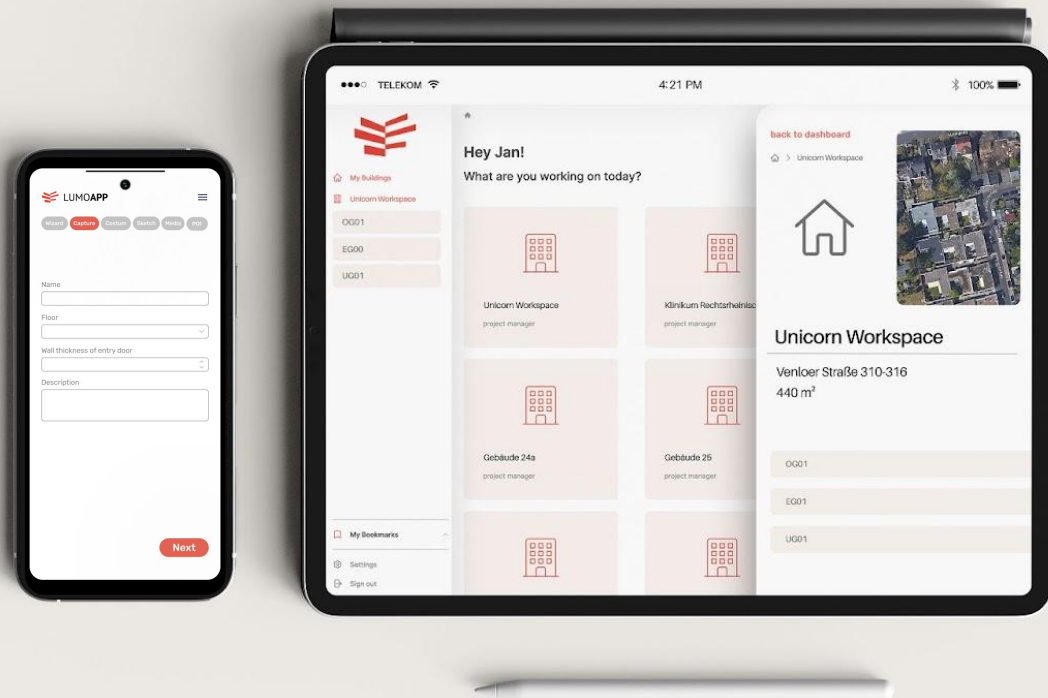 LUMOAPP
Wizard Capture Custom Sketch Media POI
Name
Floor
Wall thickness of entry door
Description
Next
TELEKOM
4:21 PM
100%
My Buildings
Unicorn Workspace
OG01
EG00
UG01
My Bookmarks
Settings
Sign out
Hey Jan!
What are you working on today?
Unicorn Workspace
project manager
Klinikum Rechtsrheinisc
project manager
Gebäude 24a
project manager
Gebäude 25
project manager
back to dashboard
> Unicorn Workspace
Unicorn Workspace
Venloer Straße 310-316
440 m²
OG01
EG01
UG01